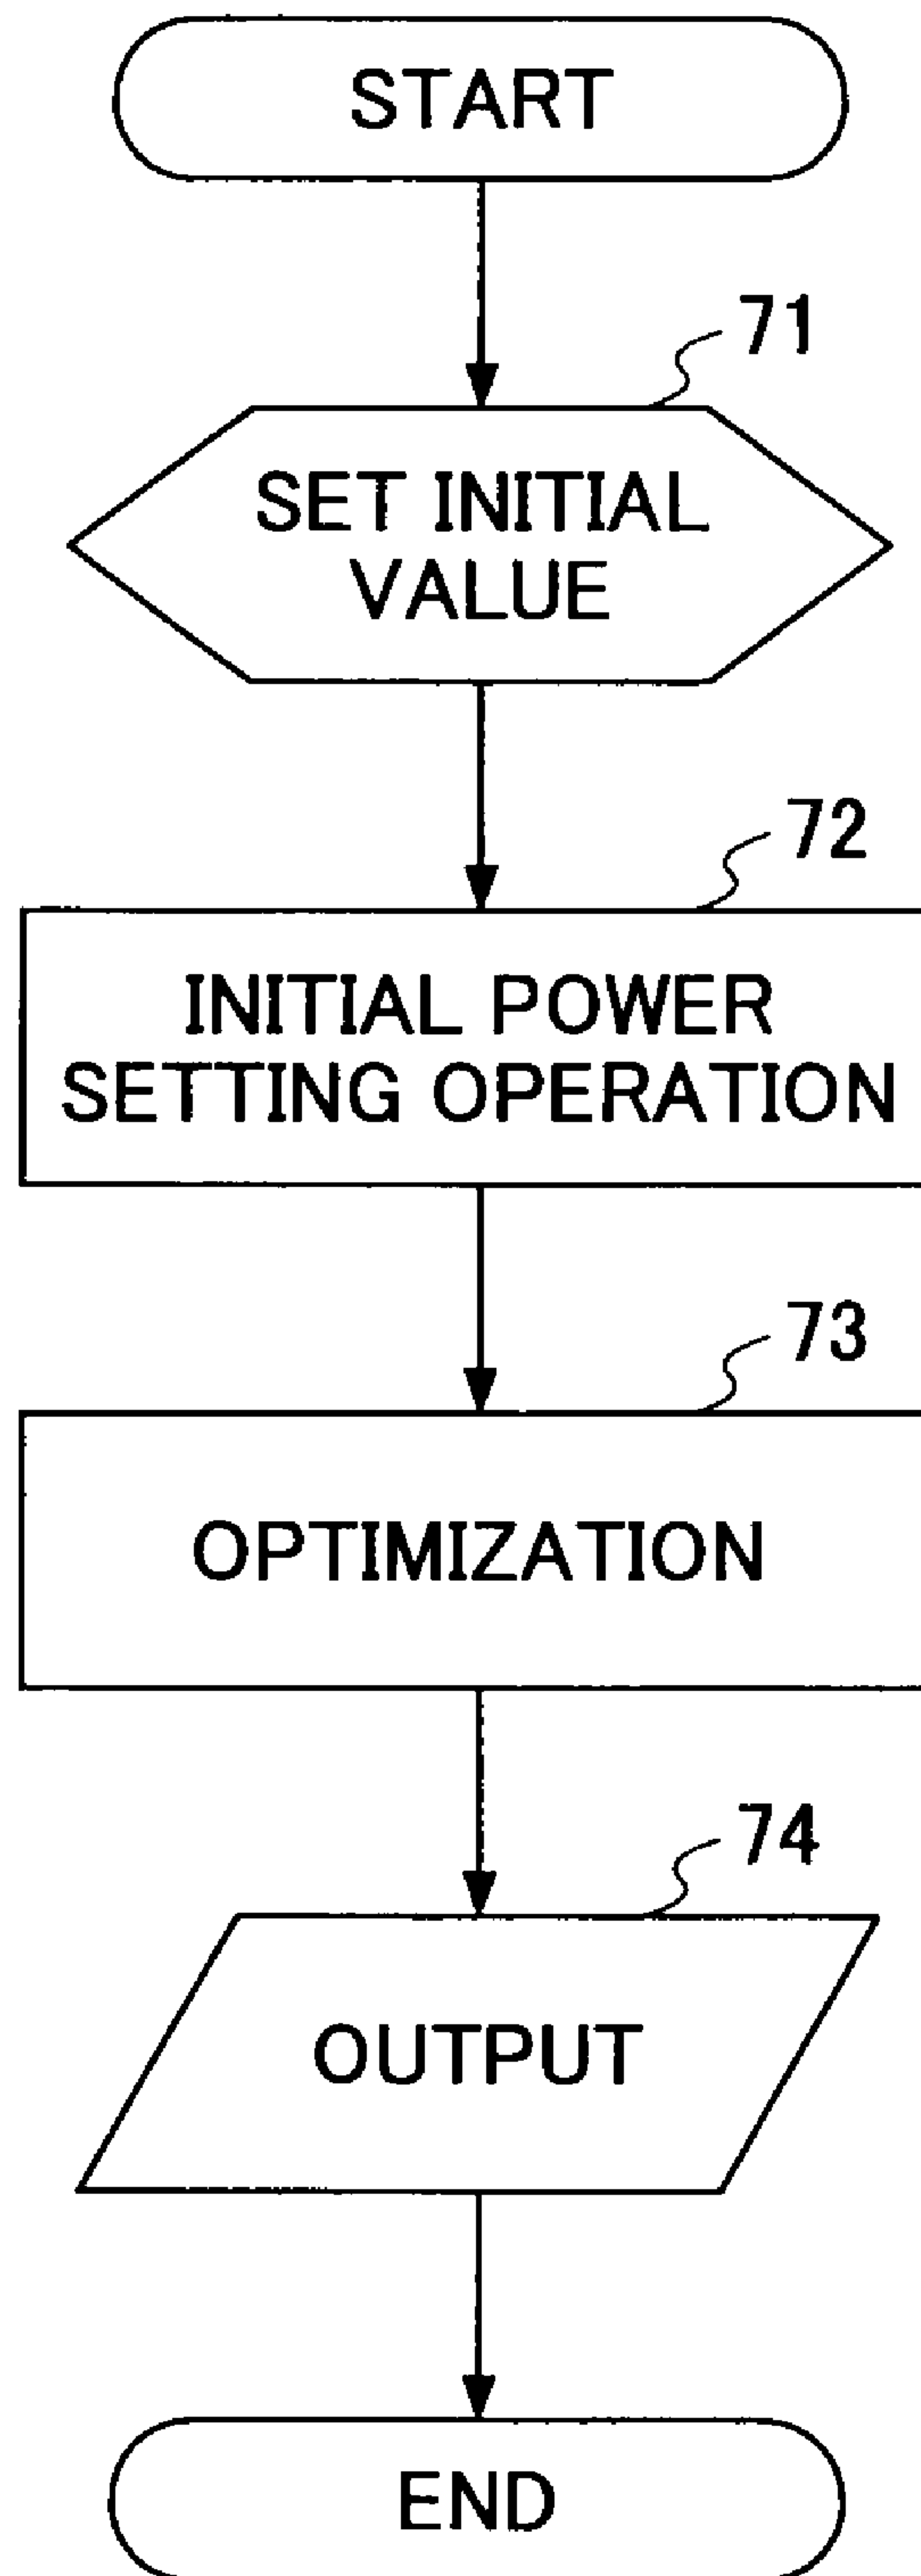 START
71
SET INITIAL
VALUE
72
INITIAL POWER
SETTING OPERATION
73
OPTIMIZATION
74
OUTPUT
END